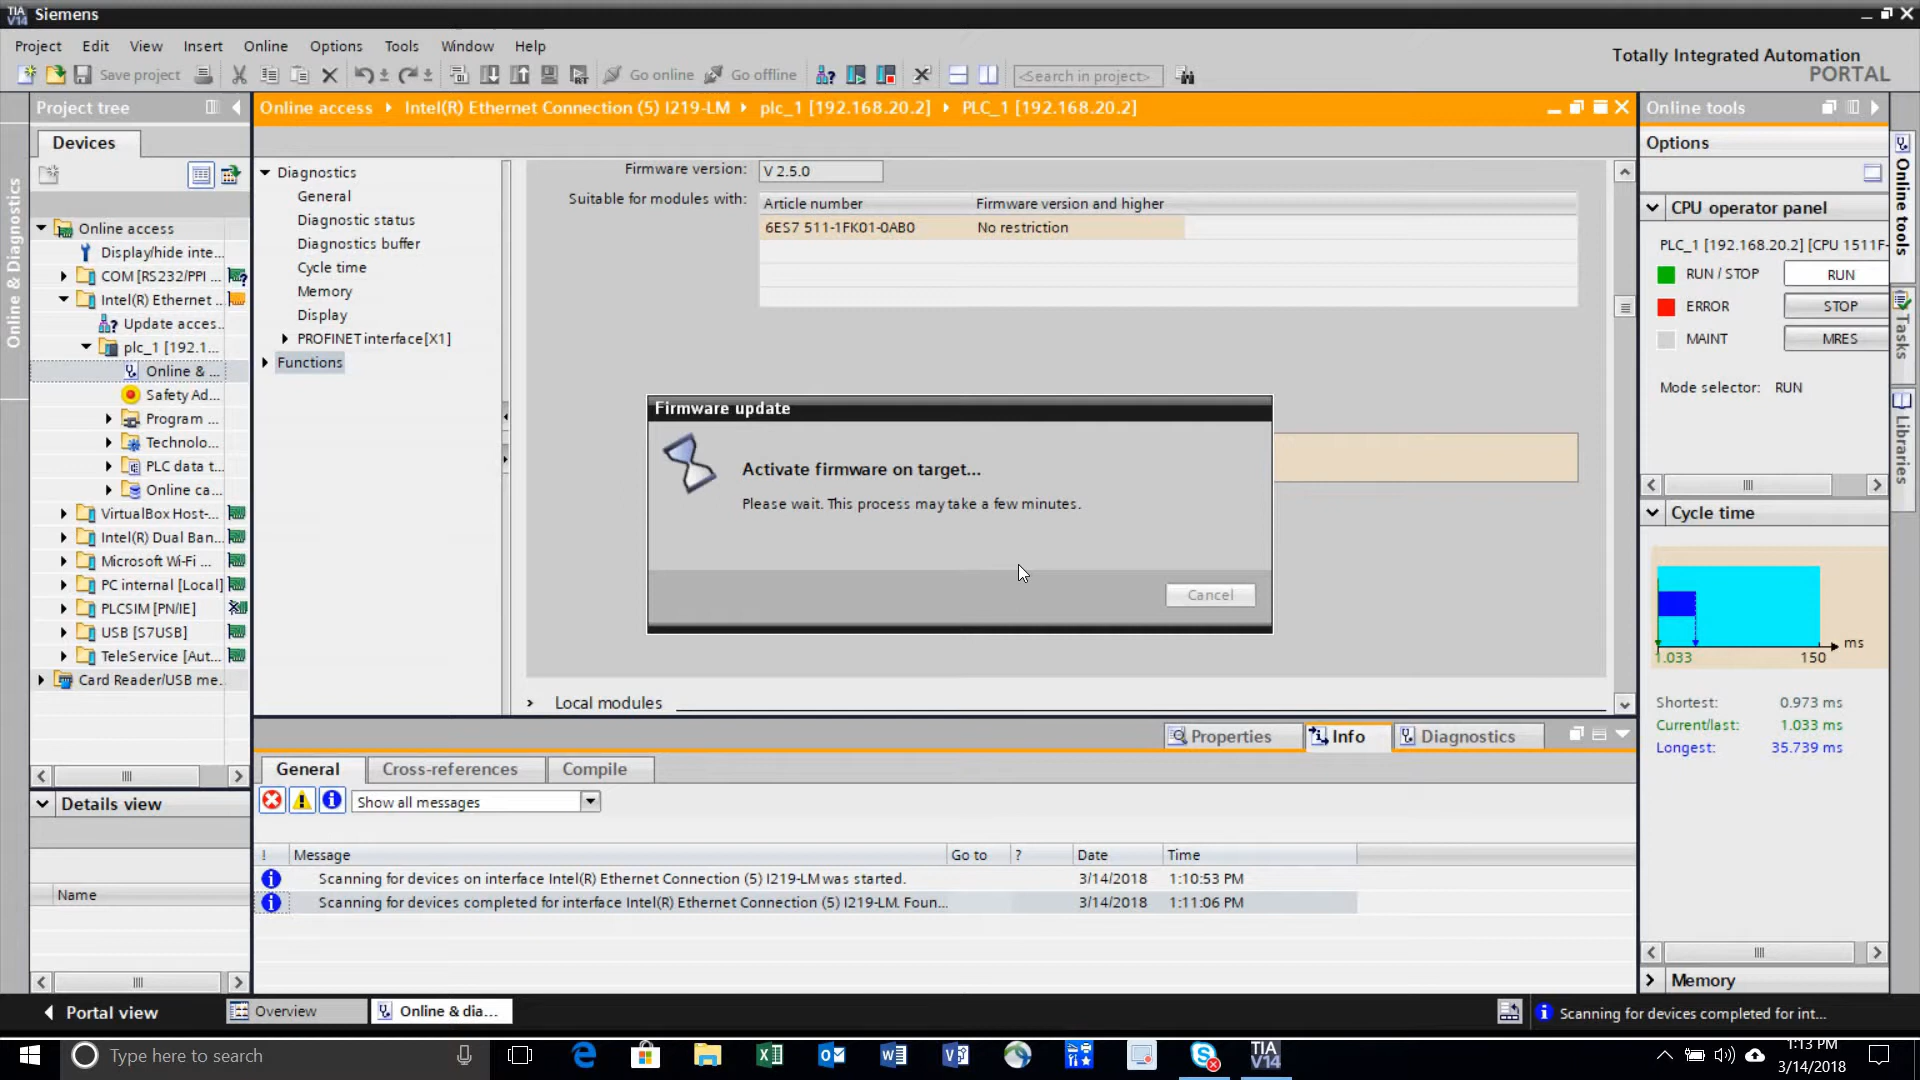 TIA V14 Siemens
Project Edit View Insert Online Options Tools Window Help
Totally Integrated Automation
PORTAL
Save project
Go online
Go offline
<Search in project>
Project tree
Online access Intel(R) Ethernet Connection (5) I219-LM plc_1 [192.168.20.2] PLC_1 [192.168.20.2]
Online tools
Devices
Options
Online & Diagnostics
Online access
Display/hide inte...
COM [RS232/PPI ...
Intel(R) Ethernet ...
Update acces...
plc_1 [192.1...
Online & ...
Safety Ad...
Program ...
Technolo...
PLC data t...
Online ca...
VirtualBox Host-...
Intel(R) Dual Ban...
Microsoft Wi-Fi ...
PC internal [Local]
PLCSIM [PN/IE]
USB [S7USB]
TeleService [Aut...
Card Reader/USB me...
Details view
Name
Diagnostics
General
Diagnostic status
Diagnostics buffer
Cycle time
Memory
Display
PROFINET interface [X1]
Functions
Firmware version: V 2.5.0
Suitable for modules with:
Article number Firmware version and higher
6ES7 511-1FK01-0AB0 No restriction
Firmware update
Activate firmware on target...
Please wait. This process may take a few minutes.
Cancel
Local modules
Properties Info Diagnostics
General Cross-references Compile
Show all messages
! Message Go to ? Date Time
Scanning for devices on interface Intel(R) Ethernet Connection (5) I219-LM was started. 3/14/2018 1:10:53 PM
Scanning for devices completed for interface Intel(R) Ethernet Connection (5) I219-LM. Foun... 3/14/2018 1:11:06 PM
CPU operator panel
PLC_1 [192.168.20.2] [CPU 1511F-
RUN / STOP RUN
ERROR STOP
MAINT MRES
Mode selector: RUN
Cycle time
ms
1.033 150
Shortest: 0.973 ms
Current/last: 1.033 ms
Longest: 35.739 ms
Memory
Online tools
Tasks
Libraries
Portal view Overview Online & dia...
Scanning for devices completed for int...
Type here to search
TIA V14
1:13 PM
3/14/2018